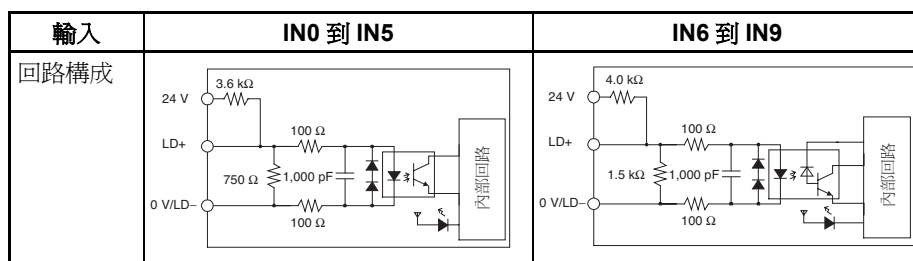 輸入 IN0 到 IN5 IN6 到 IN9
回路構成
3.6 kΩ
24 V
LD+
100 Ω
750 Ω
1,000 pF
0 V/LD−
100 Ω
內部回路
4.0 kΩ
24 V
LD+
100 Ω
1.5 kΩ
1,000 pF
0 V/LD−
100 Ω
內部回路